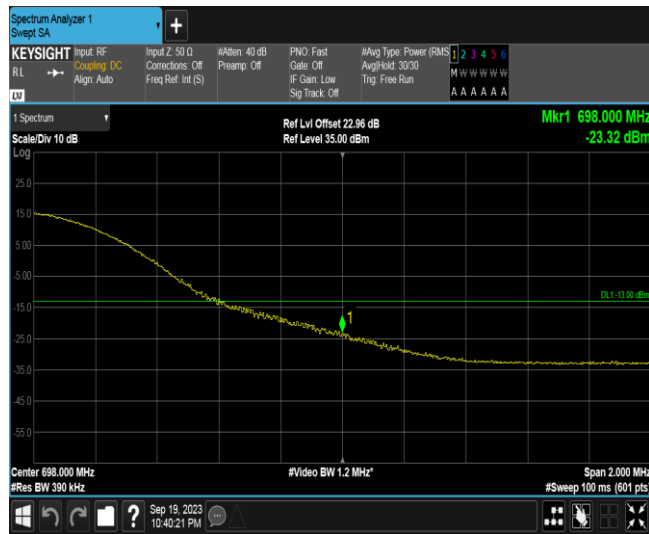 Spectrum Analyzer 1
Swept SA
+
KEYSIGHT
RL
LXI
Input: RF
Coupling: DC
Align: Auto
Input Z: 50 Ω
Corrections: Off
Freq Ref: Int (S)
#Atten: 40 dB
Preamp: Off
PNO: Fast
Gate: Off
IF Gain: Low
Sig Track: Off
#Avg Type: Power (RMS
Avg|Hold: 30/30
Trig: Free Run
1 2 3 4 5 6
M W W W W W
A A A A A A
1 Spectrum
Scale/Div 10 dB
Log
Ref Lvl Offset 22.96 dB
Ref Level 35.00 dBm
Mkr1 698.000 MHz
-23.32 dBm
25.0
15.0
5.00
-5.00
-15.0
-25.0
-35.0
-45.0
-55.0
DL1 -13.00 dBm
1
Center 698.000 MHz
#Res BW 390 kHz
#Video BW 1.2 MHz*
Span 2.000 MHz
#Sweep 100 ms (601 pts
?
Sep 19, 2023
10:40:21 PM